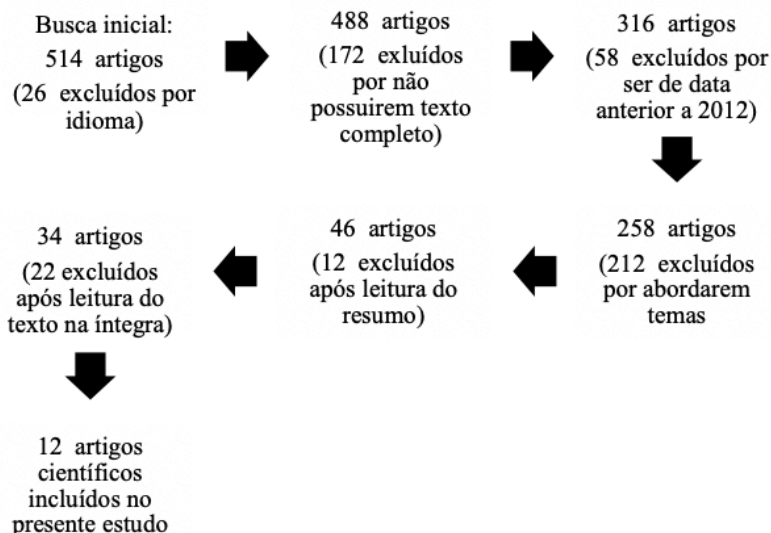 Busca inicial:
514 artigos
(26 excluídos por
idioma)
488 artigos
(172 exluídos
por não
possuirem texto
completo)
316 artigos
(58 excluídos por
ser de data
anterior a 2012)
258 artigos
(212 excluídos
por abordarem
temas
46 artigos
(12 excluídos
após leitura do
resumo)
34 artigos
(22 excluídos
após leitura do
texto na íntegra)
12 artigos
científicos
incluídos no
presente estudo